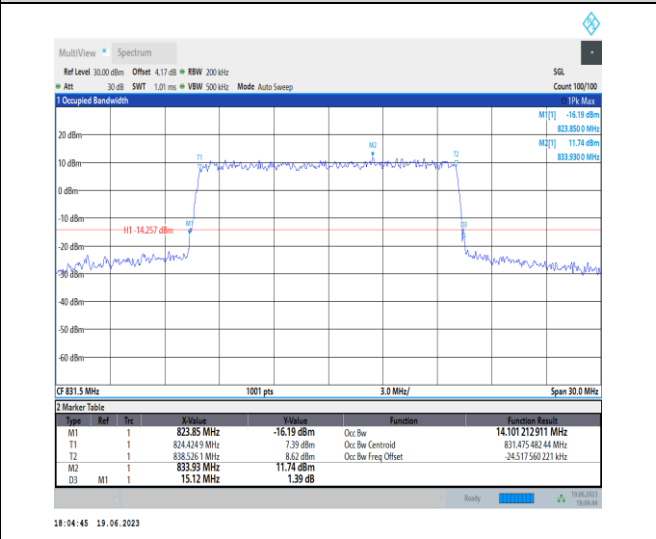 MultiView Spectrum
Ref Level 30.00 dBm Offset 4.17 dB RBW 200 kHz SGL
Att 30 dB SWT 1.01 ms VBW 500 kHz Mode Auto Sweep Count 100/100
1 Occupied Bandwidth 1Pk Max
M1[1] -16.19 dBm
823.850 0 MHz
M2[1] 11.74 dBm
833.930 0 MHz
20 dBm
M2
T1 T2
10 dBm
0 dBm
-10 dBm
M1 D3
H1 -14.257 dBm
-20 dBm
-30 dBm
-40 dBm
-50 dBm
-60 dBm
CF 831.5 MHz 1001 pts 3.0 MHz/ Span 30.0 MHz
2 Marker Table
Type Ref Trc X-Value Y-Value Function Function Result
M1 1 823.85 MHz -16.19 dBm Occ Bw 14.101 212 911 MHz
T1 1 824.424 9 MHz 7.39 dBm Occ Bw Centroid 831.475 482 44 MHz
T2 1 838.526 1 MHz 8.62 dBm Occ Bw Freq Offset -24.517 560 221 kHz
M2 1 833.93 MHz 11.74 dBm
D3 M1 1 15.12 MHz 1.39 dB
Ready 19.06.2023
18:04:44
18:04:45 19.06.2023